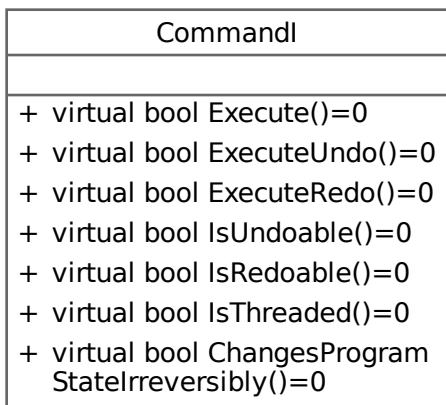 CommandI
+ virtual bool Execute()=0
+ virtual bool ExecuteUndo()=0
+ virtual bool ExecuteRedo()=0
+ virtual bool IsUndoable()=0
+ virtual bool IsRedoable()=0
+ virtual bool IsThreaded()=0
+ virtual bool ChangesProgram
StateIrreversibly()=0